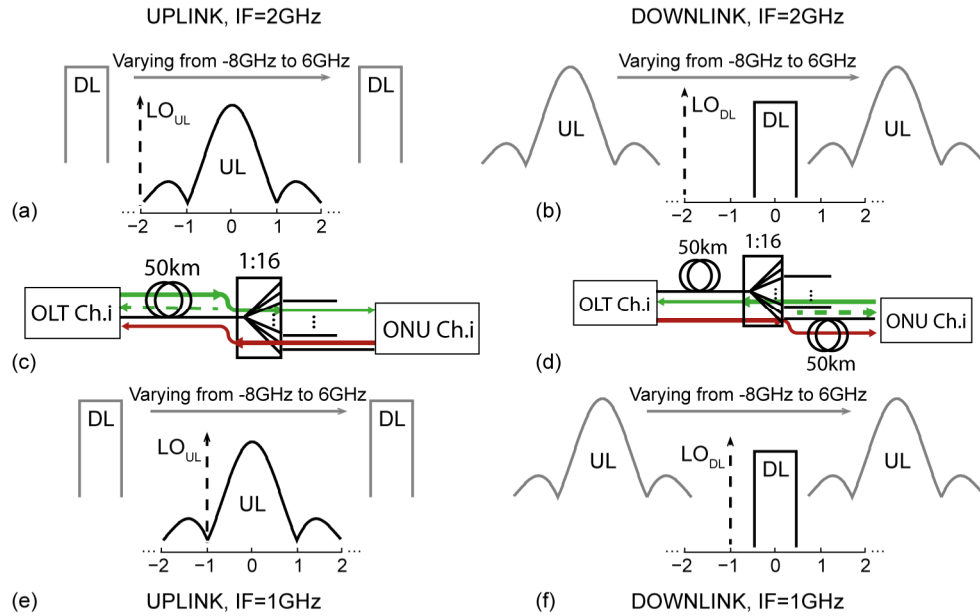 UPLINK, IF=2GHz
DOWNLINK, IF=2GHz
Varying from -8GHz to 6GHz
DL
DL
LO_UL
UL
(a)
... -2 -1 0 1 2 ...
Varying from -8GHz to 6GHz
UL
UL
LO_DL
DL
(b)
... -2 -1 0 1 2 ...
50km
1:16
OLT Ch.i
ONU Ch.i
(c)
50km
1:16
OLT Ch.i
ONU Ch.i
50km
(d)
Varying from -8GHz to 6GHz
DL
DL
LO_UL
UL
... -2 -1 0 1 2 ...
(e)
UPLINK, IF=1GHz
Varying from -8GHz to 6GHz
UL
UL
LO_DL
DL
... -2 -1 0 1 2 ...
(f)
DOWNLINK, IF=1GHz